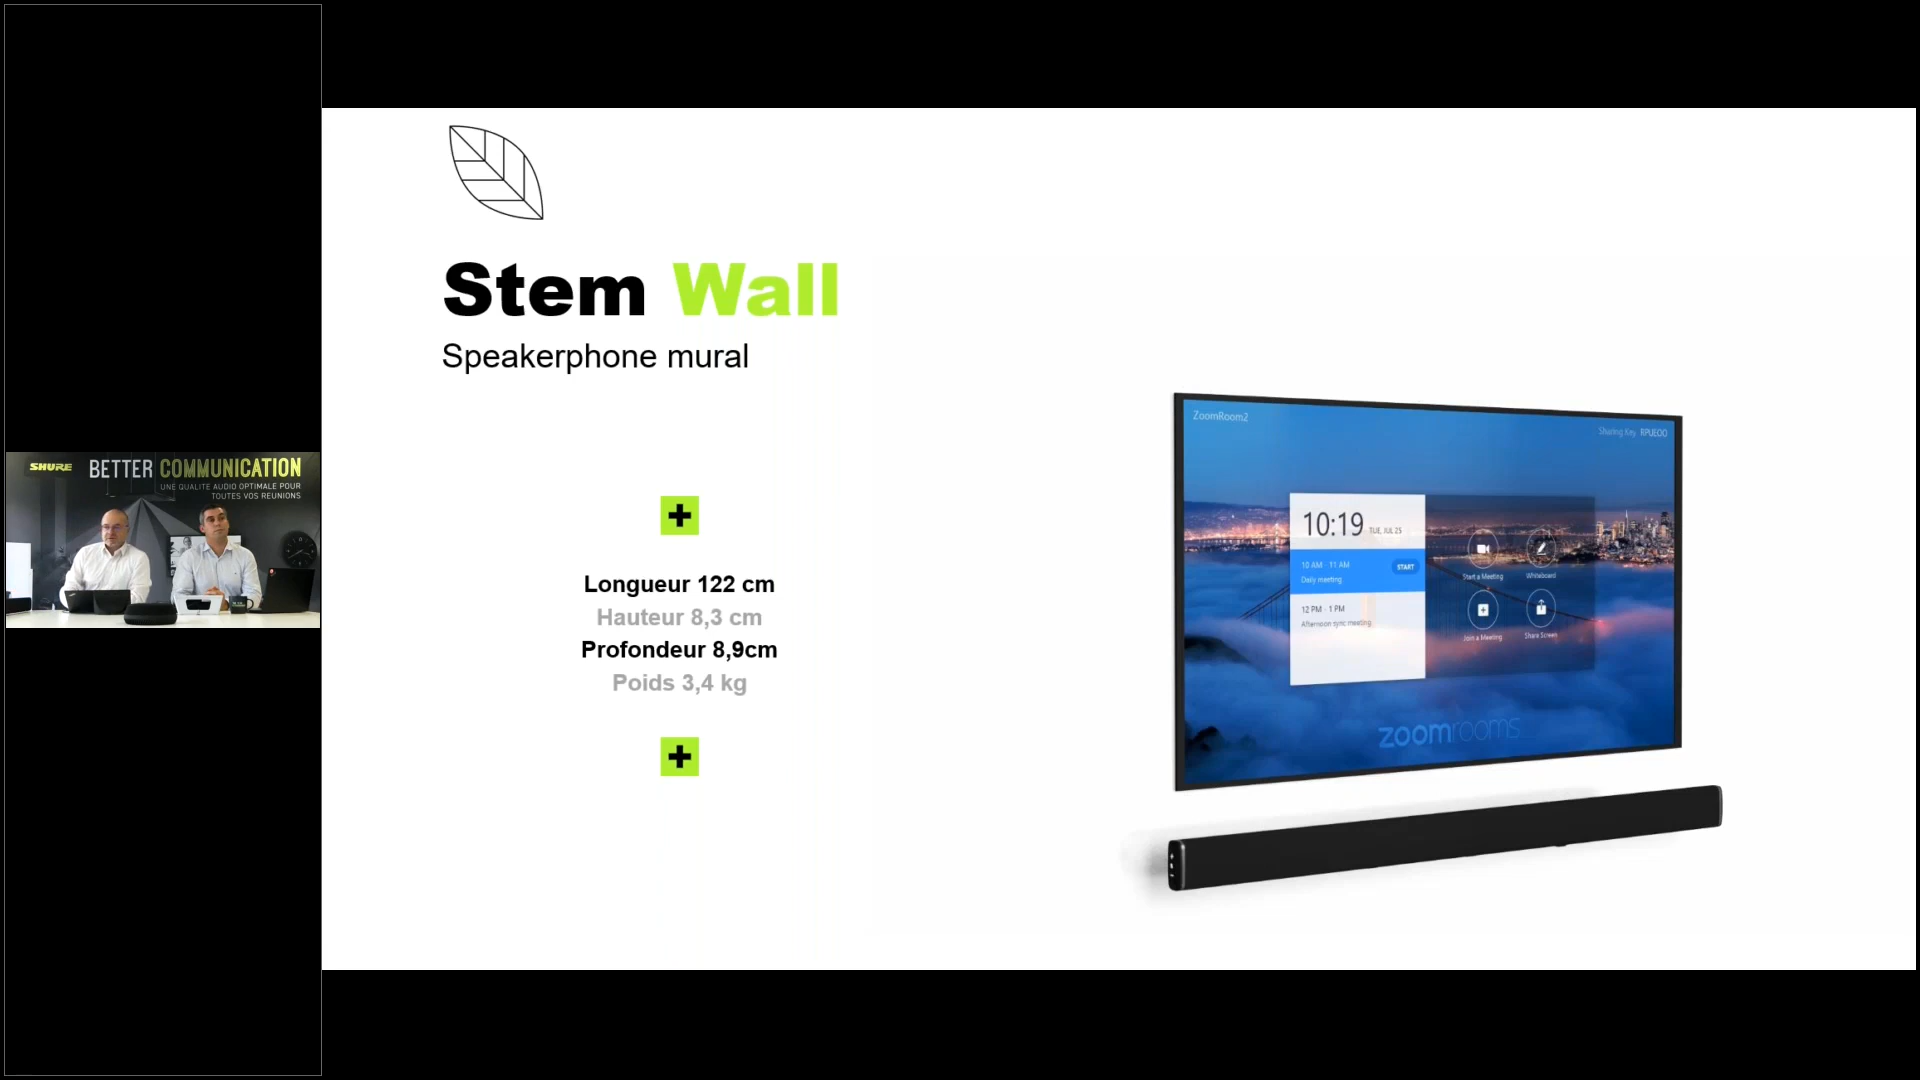 SHURE
BETTER COMMUNICATION
UNE QUALITE AUDIO OPTIMALE POUR
TOUTES VOS REUNIONS
Stem Wall
Speakerphone mural
Longueur 122 cm
Hauteur 8,3 cm
Profondeur 8,9cm
Poids 3,4 kg
ZoomRoom2
Sharing Key RPUEOO
10:19 TUE, JUL 25
10 AM - 11 AM
Daily meeting
START
12 PM - 1 PM
Afternoon sync meeting
Start a Meeting
Whiteboard
Join a Meeting
Share Screen
zoomrooms